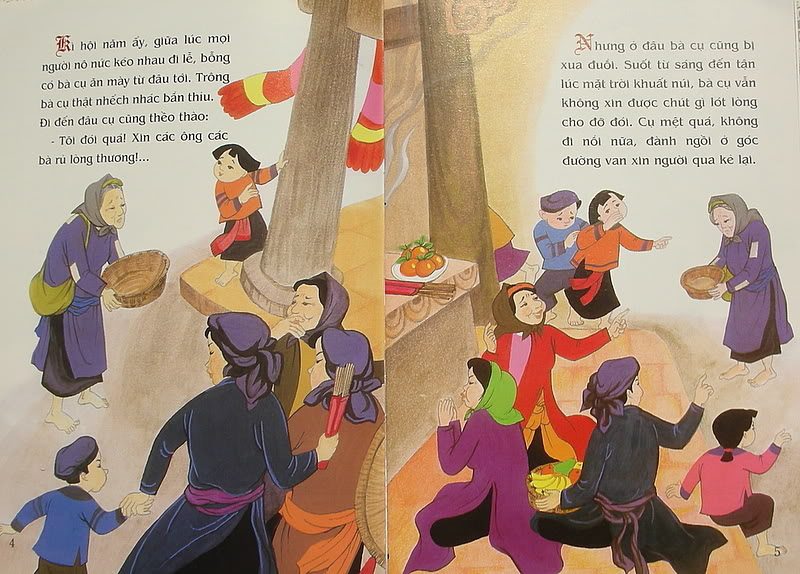 Kì hội năm ấy, giữa lúc mọi
người nô nức kéo nhau đi lễ, bỗng
có bà cụ ăn mày từ đâu tới. Trông
bà cụ thật nhếch nhác bẩn thỉu.
Đi đến đâu cụ cũng thều thào:
- Tôi đói quá! Xin các ông các
bà rủ lòng thương!...
4
Nhưng ở đâu bà cụ cũng bị
xua đuổi. Suốt từ sáng đến tận
lúc mặt trời khuất núi, bà cụ vẫn
không xin được chút gì lót lòng
cho đỡ đói. Cụ mệt quá, không
đi nổi nữa, đành ngồi ở góc
đường van xin người qua kẻ lại.
5